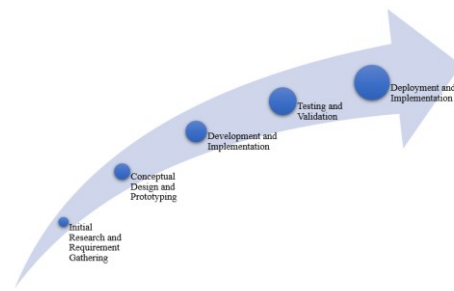 Initial
Research and
Requirement
Gathering
Conceptual
Design and
Prototyping
Development and
Implementation
Testing and
Validation
Deployment and
Implementation